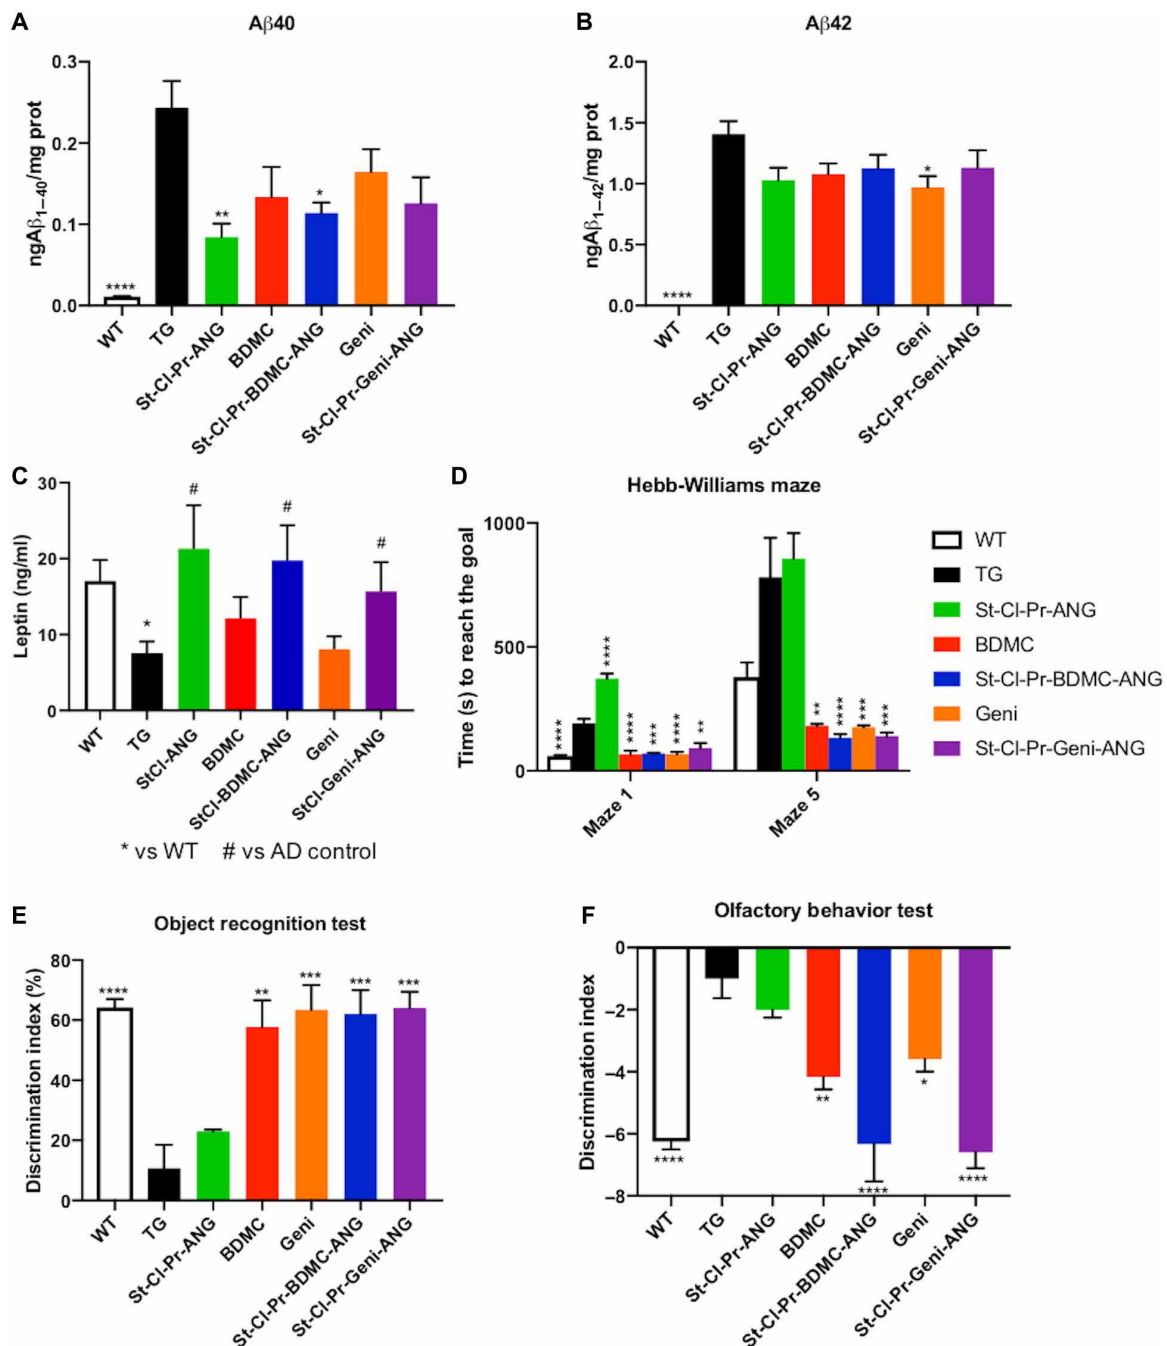 A
Aβ40
ngAβ1–40/mg prot
0.3
0.2
0.1
0.0
****
**
*
WT
TG
St-Cl-Pr-ANG
BDMC
St-Cl-Pr-BDMC-ANG
Geni
St-Cl-Pr-Geni-ANG
B
Aβ42
ngAβ1–42/mg prot
2.0
1.5
1.0
0.5
0.0
****
*
WT
TG
St-Cl-Pr-ANG
BDMC
St-Cl-Pr-BDMC-ANG
Geni
St-Cl-Pr-Geni-ANG
C
Leptin (ng/ml)
30
20
10
0
*
#
#
#
WT
TG
StCl-ANG
BDMC
StCl-BDMC-ANG
Geni
StCl-Geni-ANG
* vs WT # vs AD control
D
Hebb-Williams maze
Time (s) to reach the goal
1000
500
0
****
****
****
***
****
**
**
****
***
***
Maze 1
Maze 5
WT
TG
St-Cl-Pr-ANG
BDMC
St-Cl-Pr-BDMC-ANG
Geni
St-Cl-Pr-Geni-ANG
E
Object recognition test
Discrimination index (%)
80
60
40
20
0
****
**
***
***
***
WT
TG
St-Cl-Pr-ANG
BDMC
Geni
St-Cl-Pr-BDMC-ANG
St-Cl-Pr-Geni-ANG
F
Olfactory behavior test
Discrimination index
0
–2
–4
–6
–8
****
**
****
*
****
WT
TG
St-Cl-Pr-ANG
BDMC
St-Cl-Pr-BDMC-ANG
Geni
St-Cl-Pr-Geni-ANG